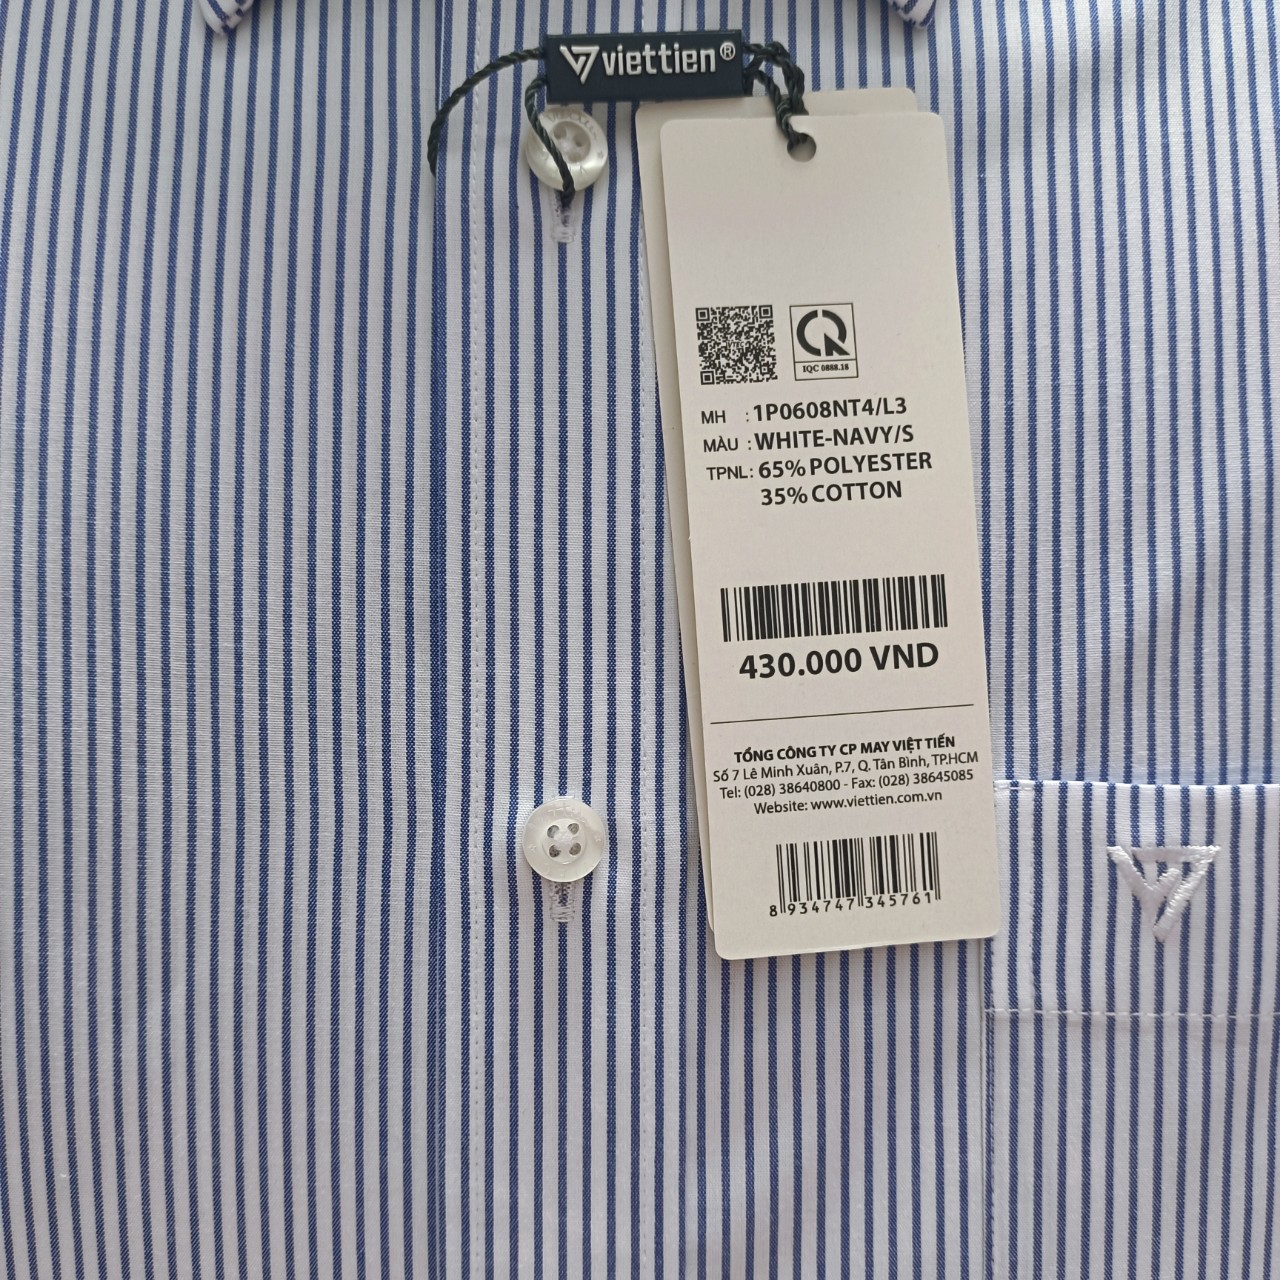 viettien®
IQC 0888.18
MH : 1P0608NT4/L3
MÀU : WHITE-NAVY/S
TPNL: 65% POLYESTER
35% COTTON
430.000 VND
TỔNG CÔNG TY CP MAY VIỆT TIẾN
Số 7 Lê Minh Xuân, P.7, Q. Tân Bình, TP.HCM
Tel: (028) 38640800 - Fax: (028) 38645085
Website: www.viettien.com.vn
8 934747 345761